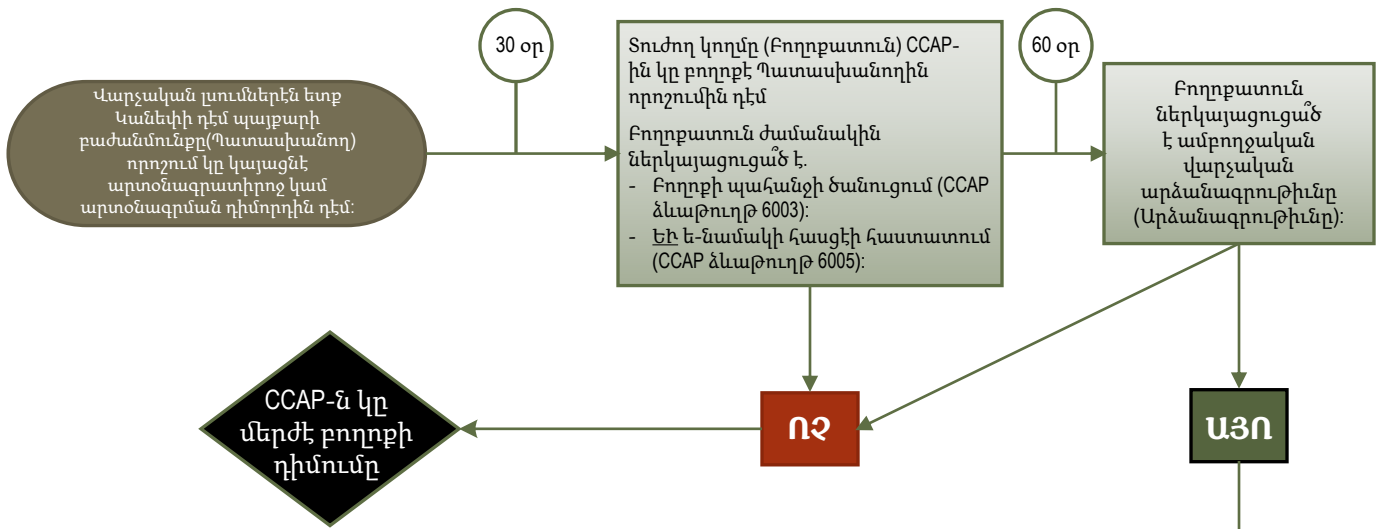 Վարչական լսումներէն ետք
Կանեփի դէմ պայքարի
բաժանմունքը(Պատասխանող)
որոշում կը կայացնէ
արտօնագրատիրոջ կամ
արտօնագրման դիմորդին դէմ:
30 օր
Տուժող կողմը (Բողոքատուն) CCAP-
ին կը բողոքէ Պատասխանողին
որոշումին դէմ
Բողոքատուն ժամանակին
ներկայացուցա՞ծ է.
- Բողոքի պահանջի ծանուցում (CCAP
ձևաթուղթ 6003):
- ԵՒ ե-նամակի հասցէի հաստատում
(CCAP ձևաթուղթ 6005):
60 օր
Բողոքատուն
ներկայացուցա՞ծ
է ամբողջական
վարչական
արձանագրութիւնը
(Արձանագրութիւնը):
CCAP-ն կը
մերժէ բողոքի
դիմումը
ՈՉ
ԱՅՈ